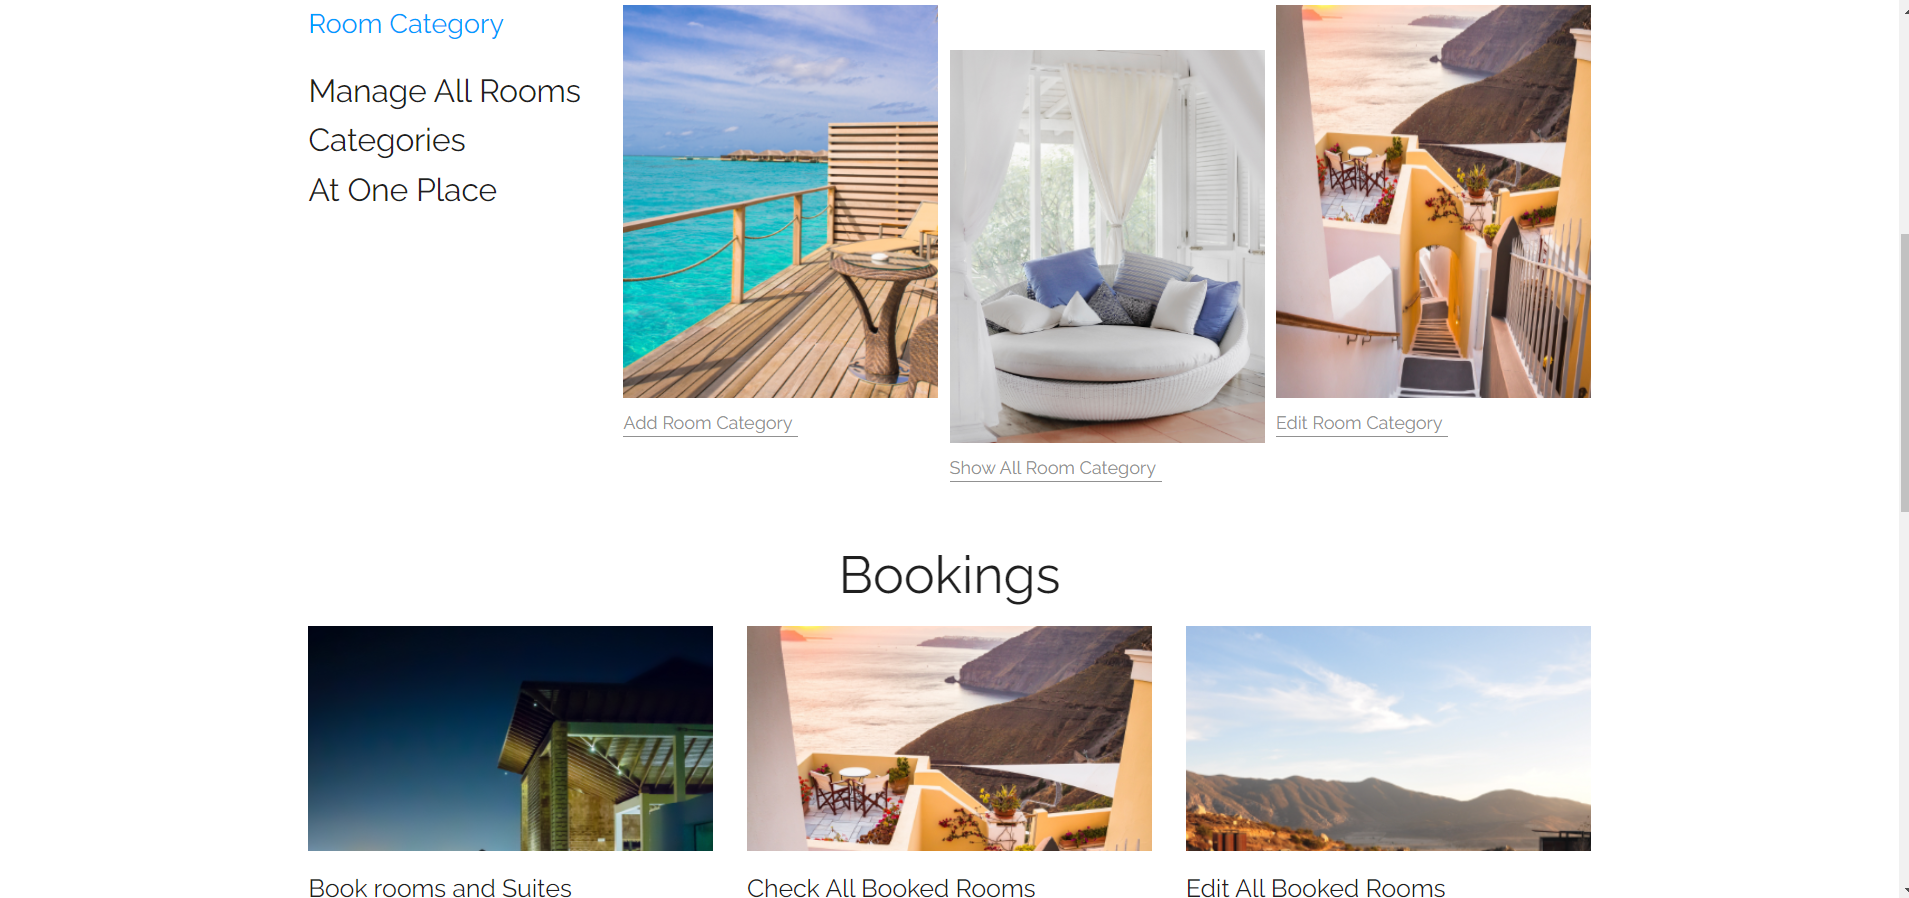 Room Category
Manage All Rooms
Categories
At One Place
Add Room Category
Show All Room Category
Edit Room Category
Bookings
Book rooms and Suites
Check All Booked Rooms
Edit All Booked Rooms